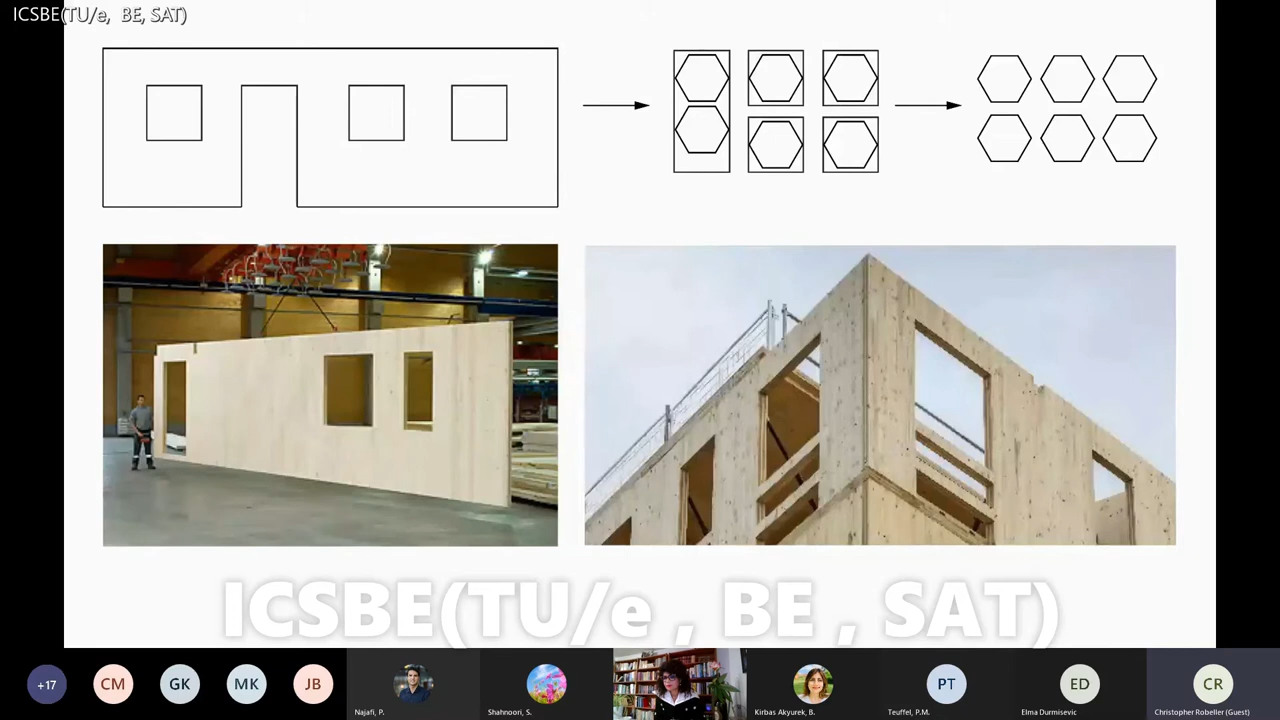 ICSBE(TU/e, BE, SAT)
ICSBE(TU/e , BE , SAT)
+17
CM
GK
MK
JB
Najafi, P.
Shahnoori, S.
Kirbas Akyurek, B.
PT
Teuffel, P.M.
ED
Elma Durmisevic
CR
Christopher Robeller (Guest)